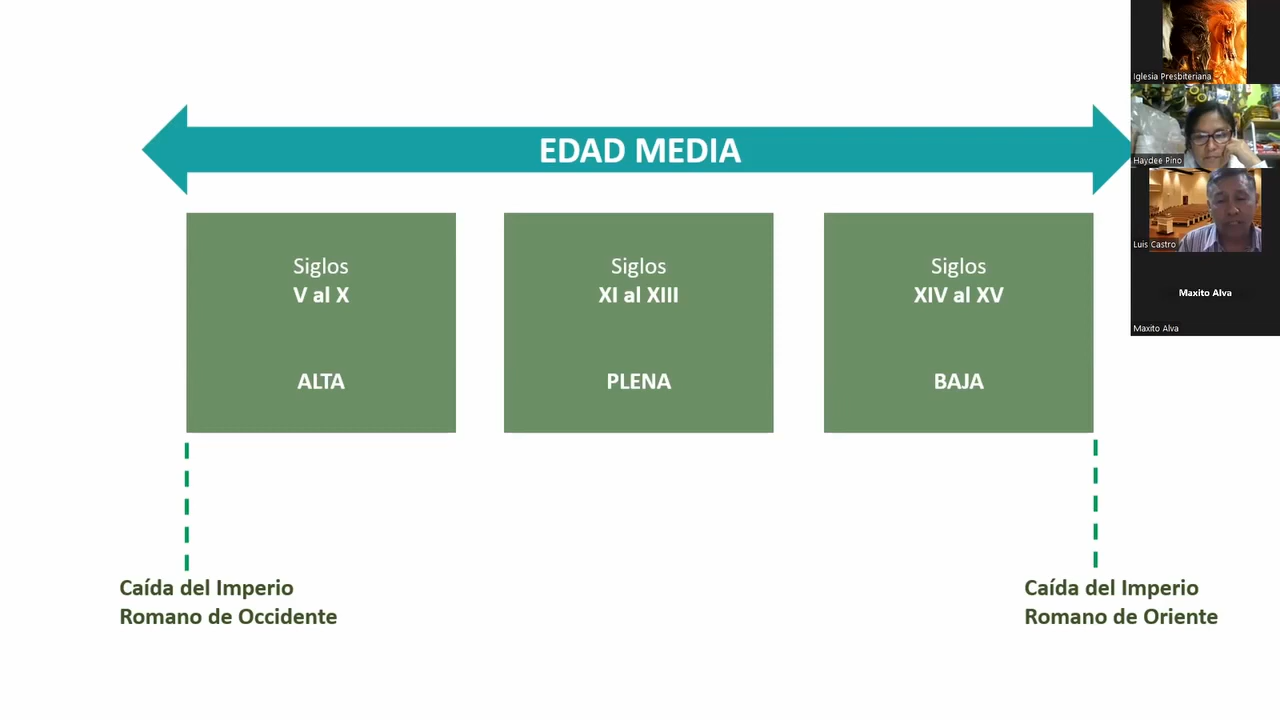 EDAD MEDIA
Siglos
V al X
ALTA
Siglos
XI al XIII
PLENA
Siglos
XIV al XV
BAJA
Caída del Imperio
Romano de Occidente
Caída del Imperio
Romano de Oriente
Iglesia Presbiteriana
Haydee Pino
Luis Castro
Maxito Alva
Maxito Alva